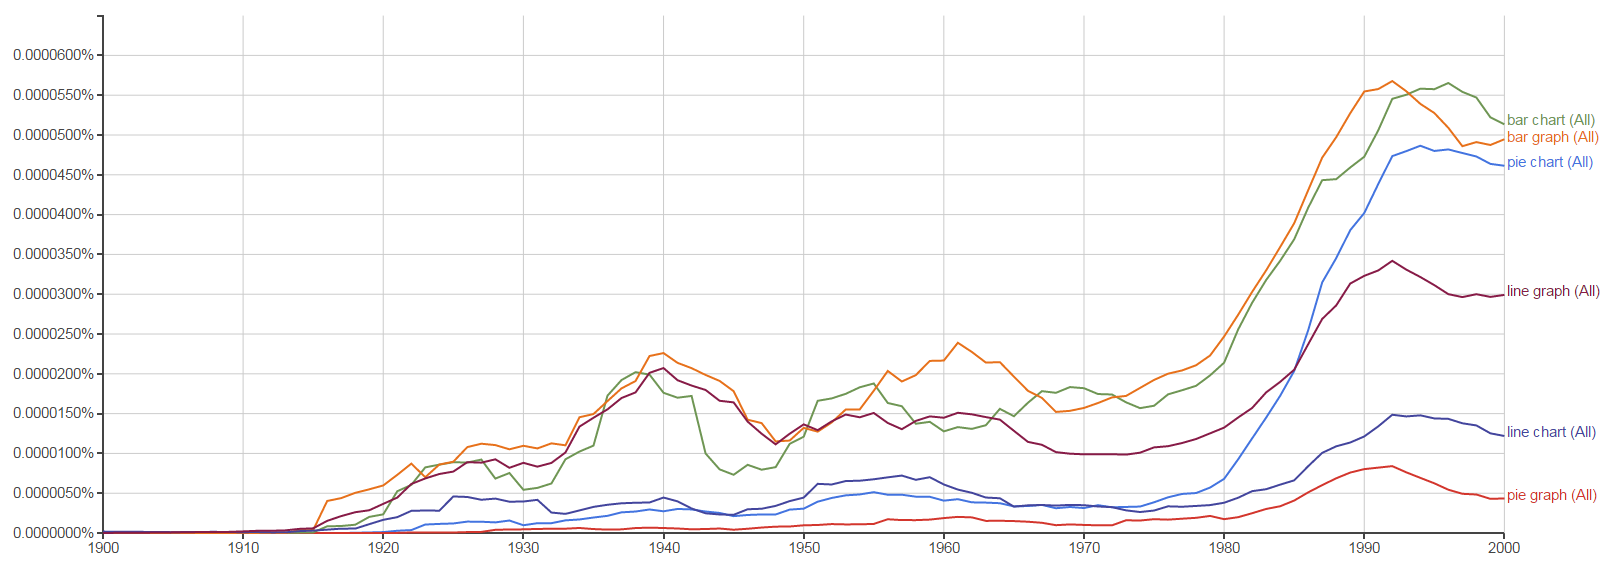 0.0000600%
0.0000550%
0.0000500%
0.0000450%
0.0000400%
0.0000350%
0.0000300%
0.0000250%
0.0000200%
0.0000150%
0.0000100%
0.0000050%
0.0000000%
1900 1910 1920 1930 1940 1950 1960 1970 1980 1990 2000
bar chart (All)
bar graph (All)
pie chart (All)
line graph (All)
line chart (All)
pie graph (All)